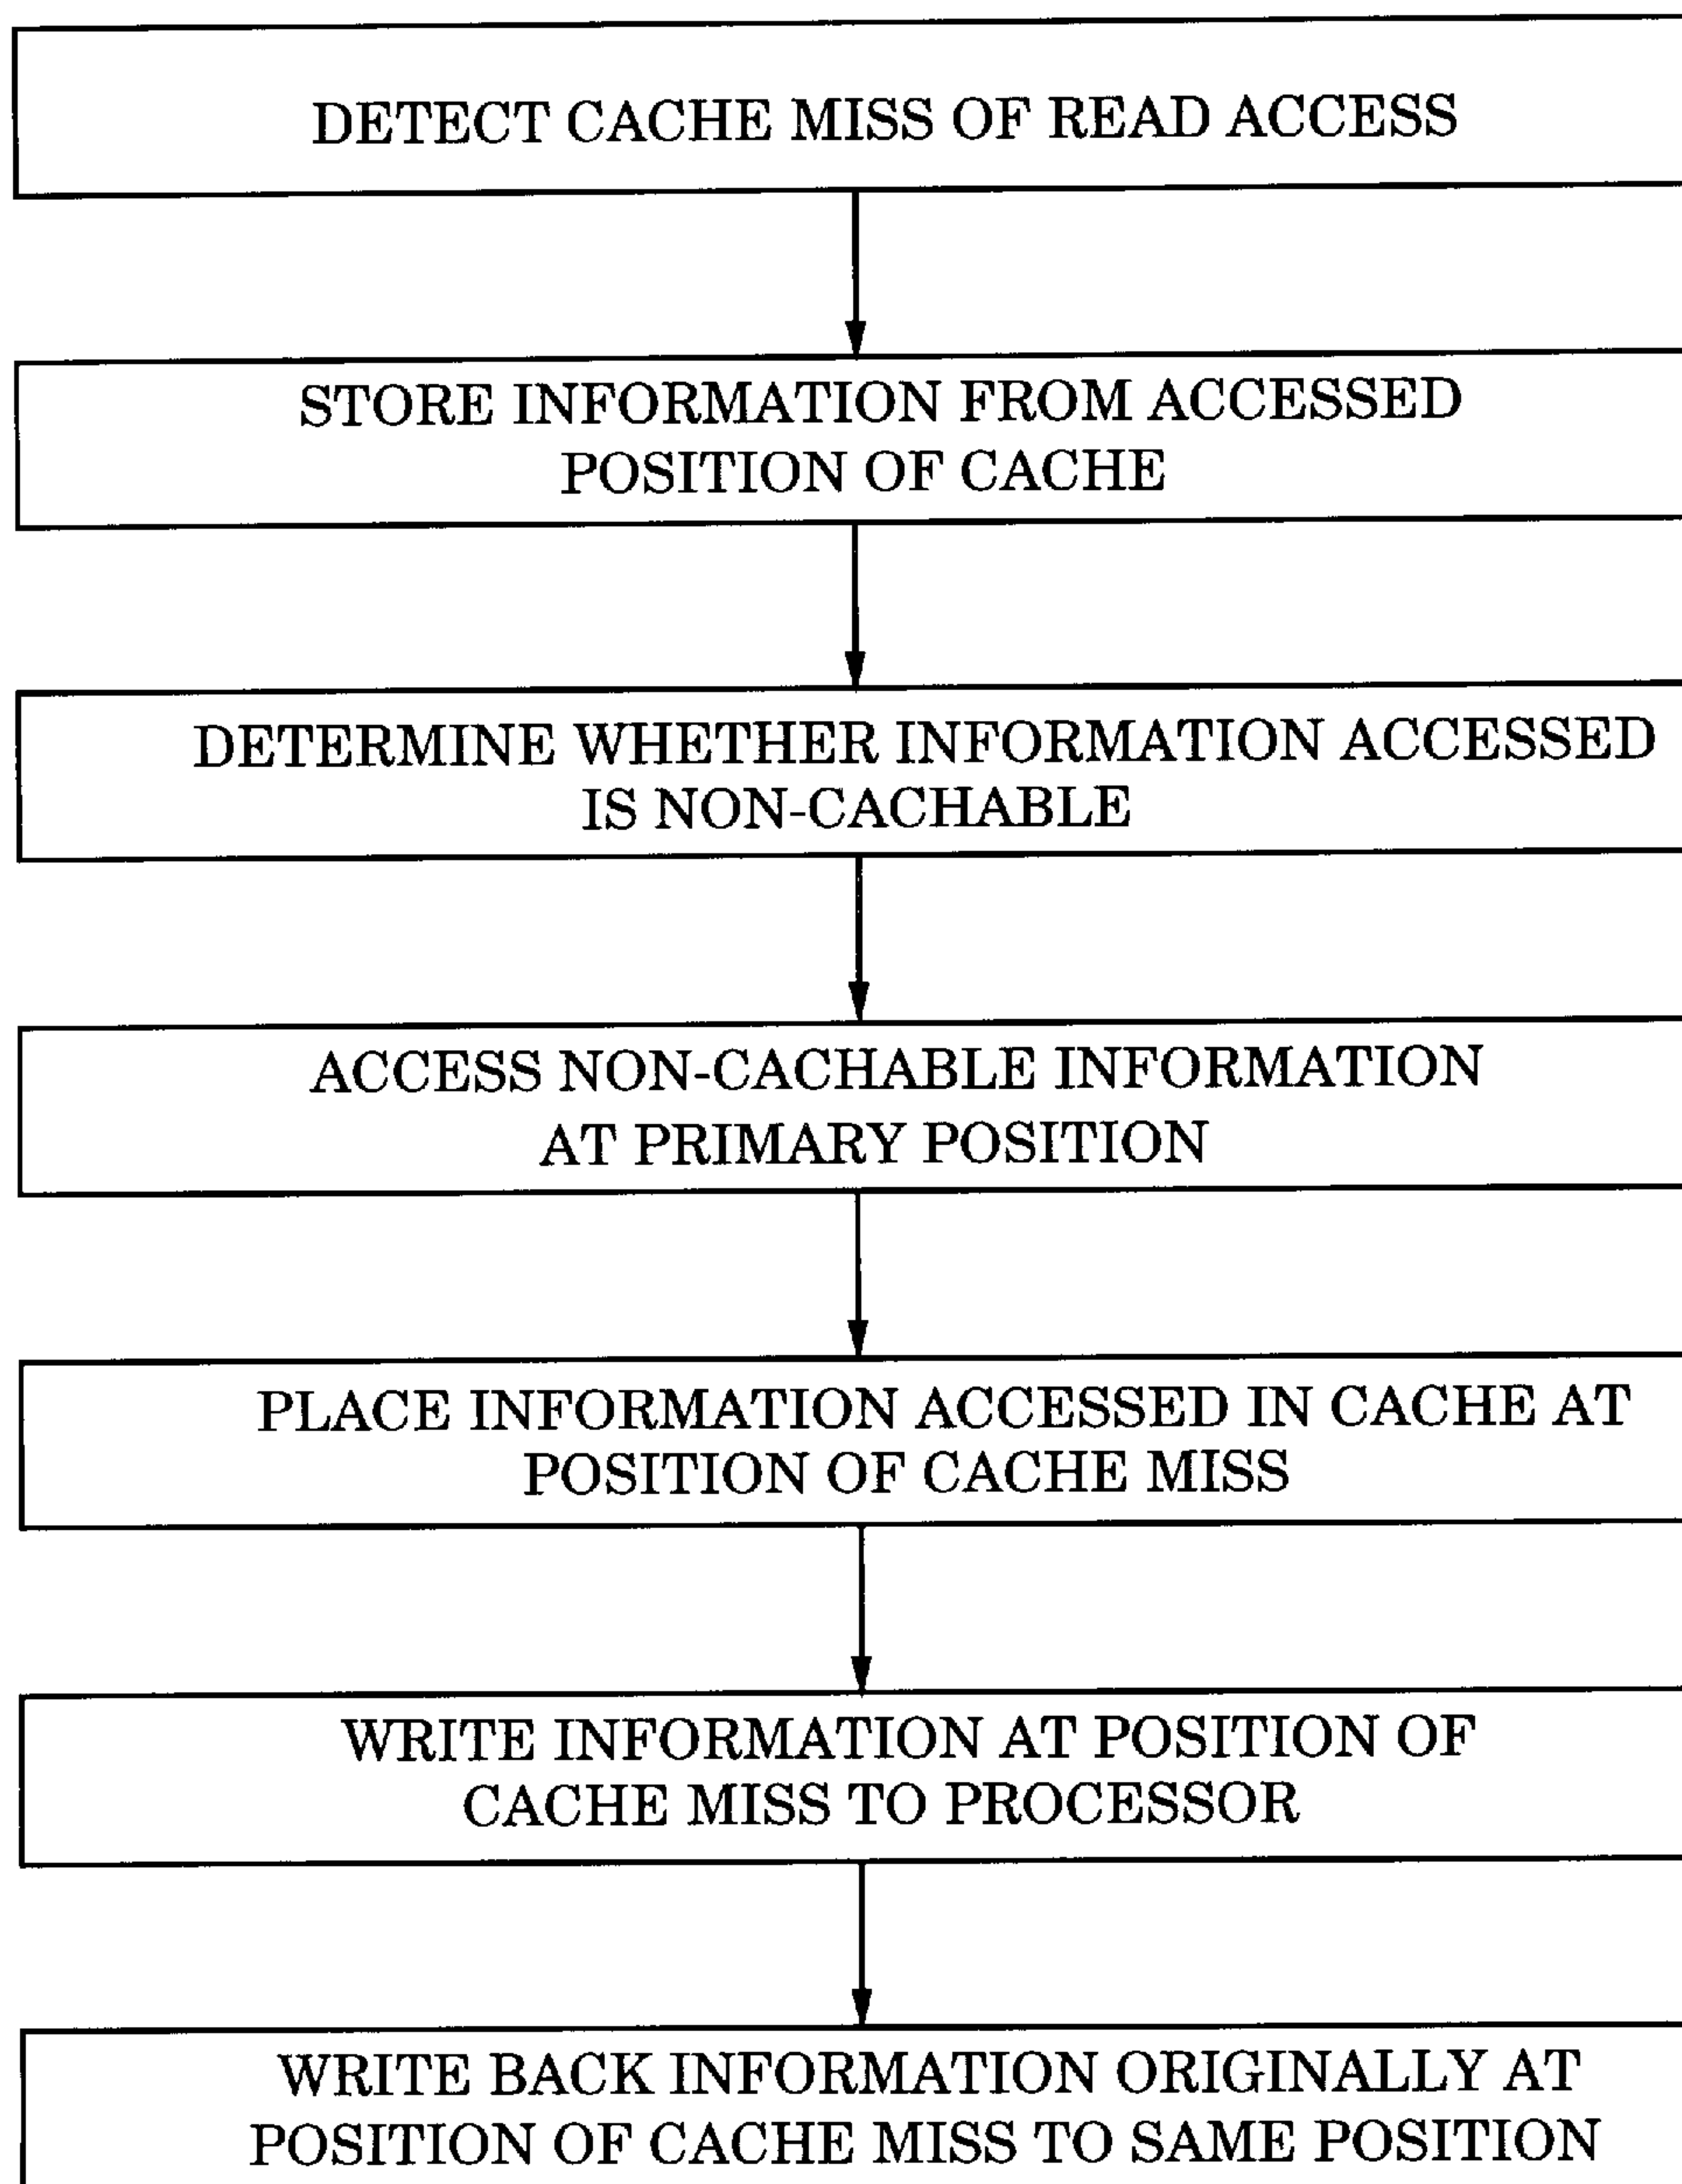 DETECT CACHE MISS OF READ ACCESS
STORE INFORMATION FROM ACCESSED
POSITION OF CACHE
DETERMINE WHETHER INFORMATION ACCESSED
IS NON-CACHABLE
ACCESS NON-CACHABLE INFORMATION
AT PRIMARY POSITION
PLACE INFORMATION ACCESSED IN CACHE AT
POSITION OF CACHE MISS
WRITE INFORMATION AT POSITION OF
CACHE MISS TO PROCESSOR
WRITE BACK INFORMATION ORIGINALLY AT
POSITION OF CACHE MISS TO SAME POSITION